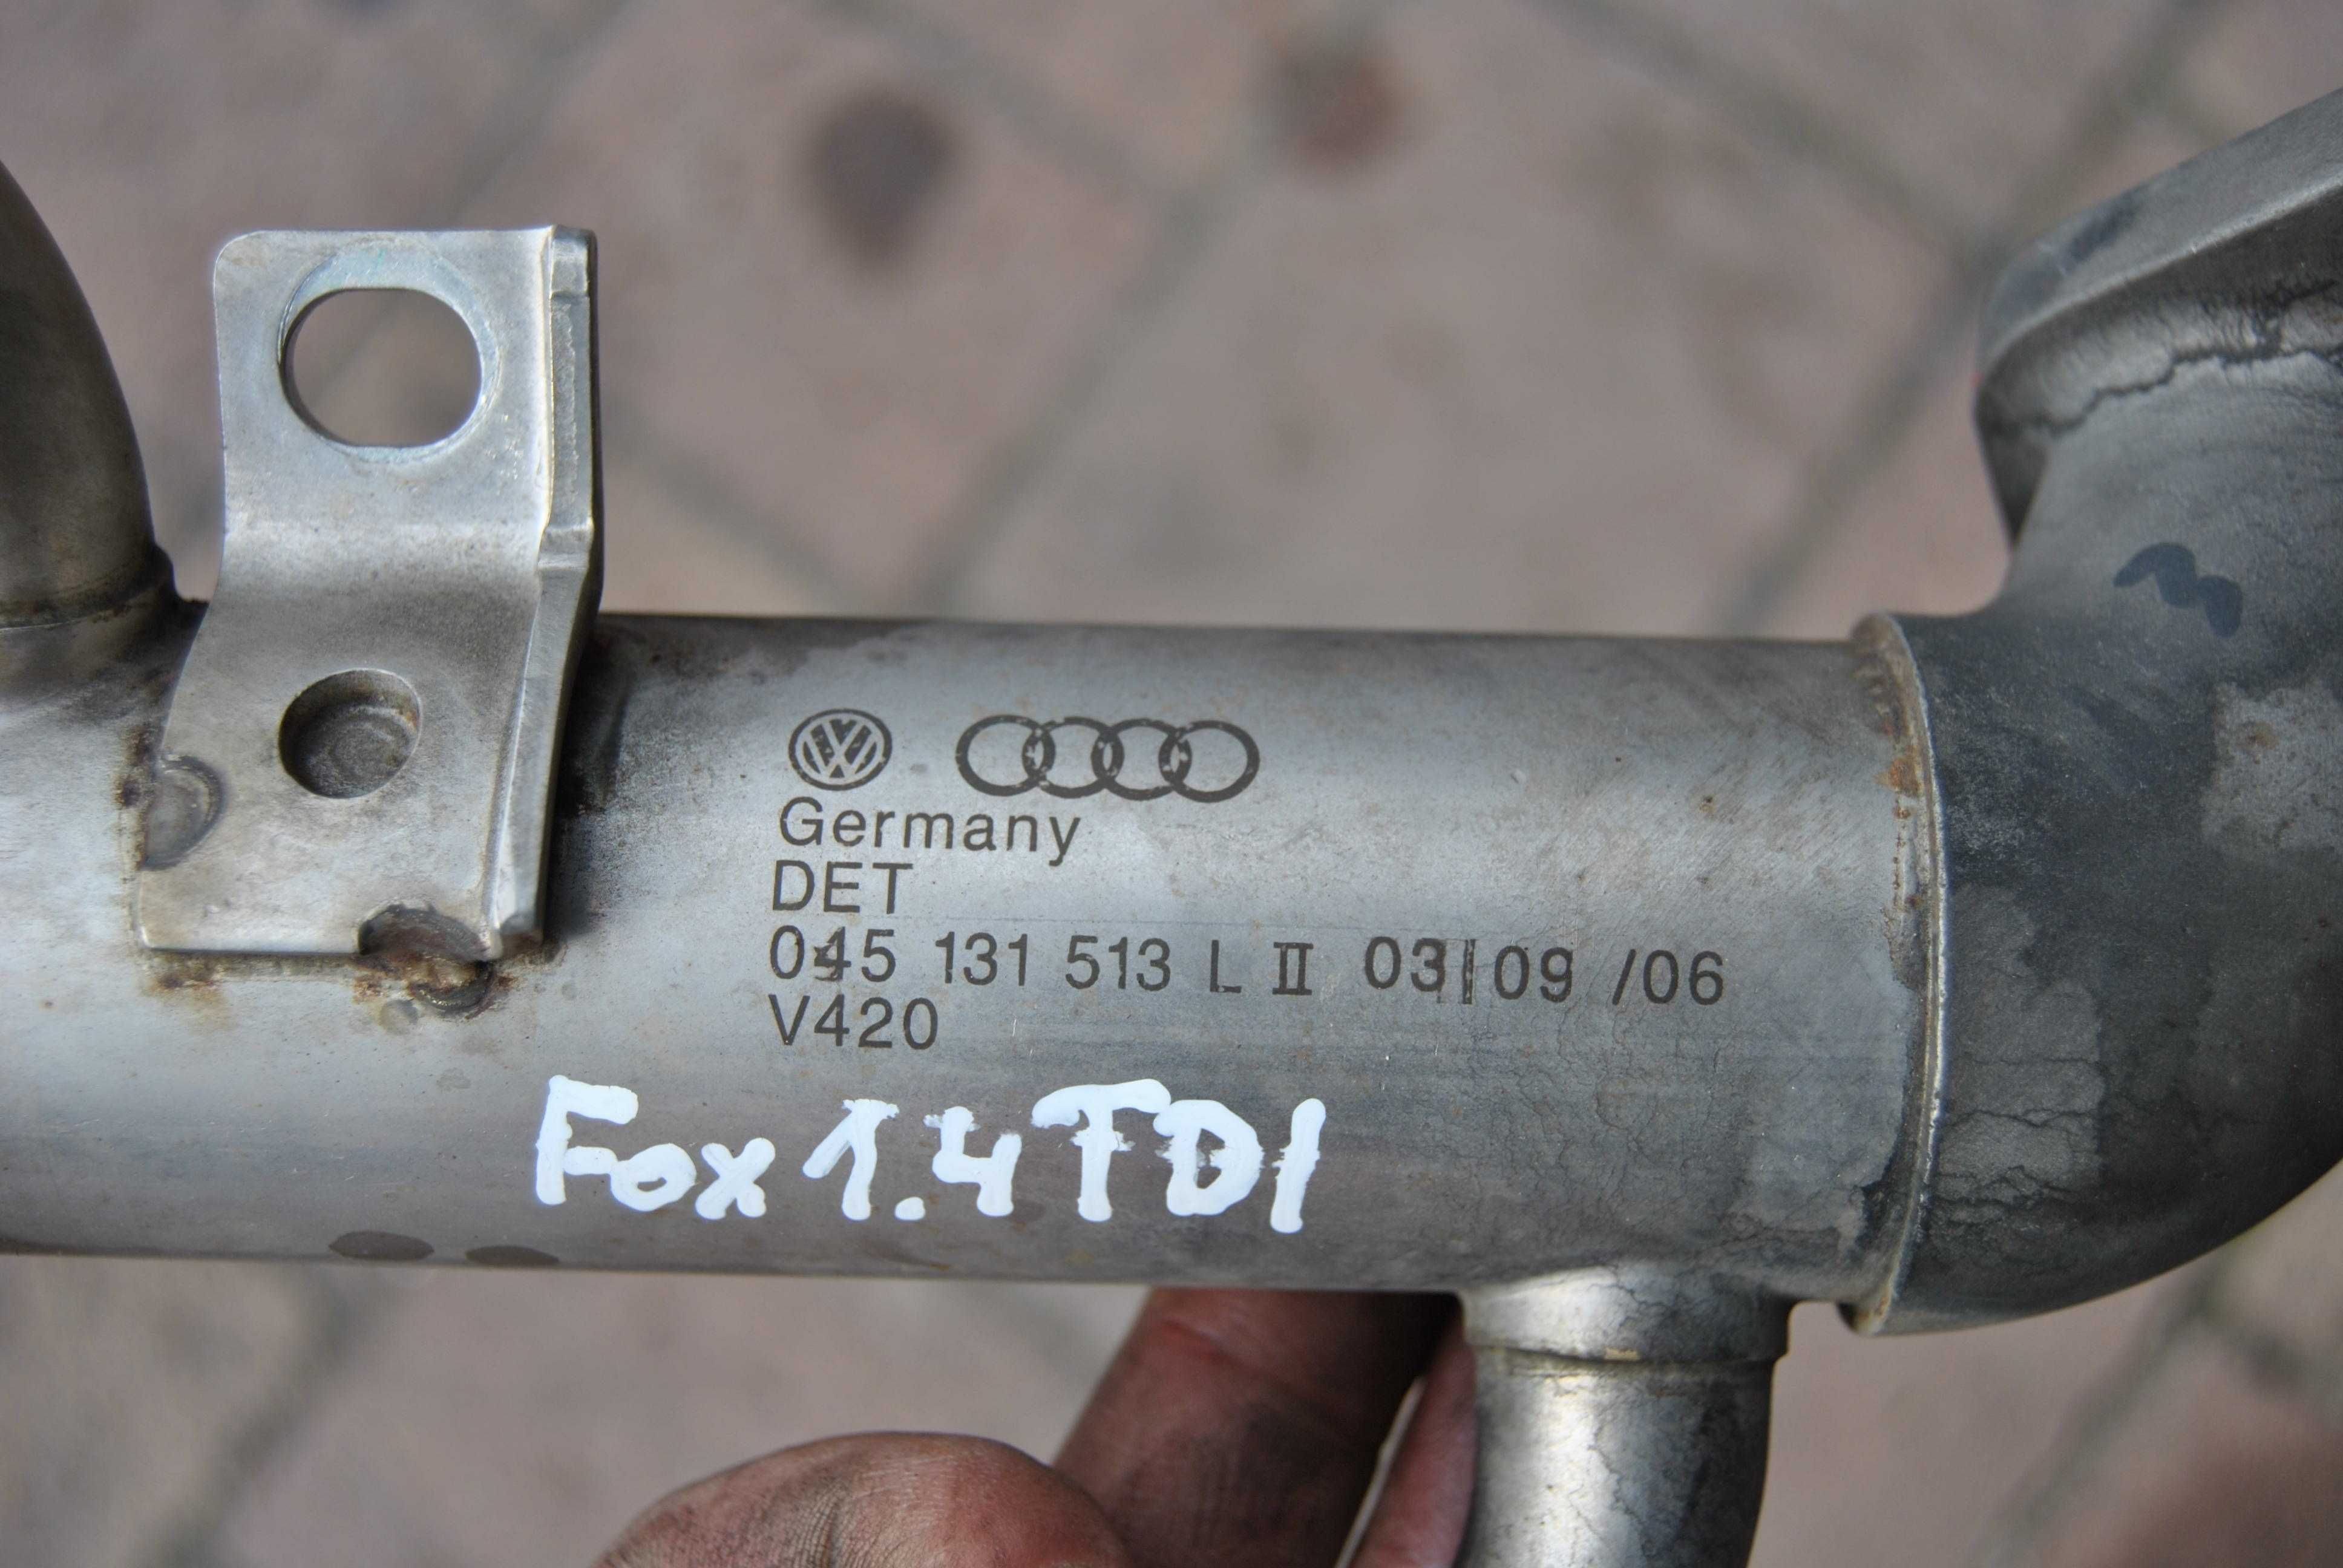 Germany
DET
045 131 513 L II 03|09 /06
V420
Fox 1.4 TDI